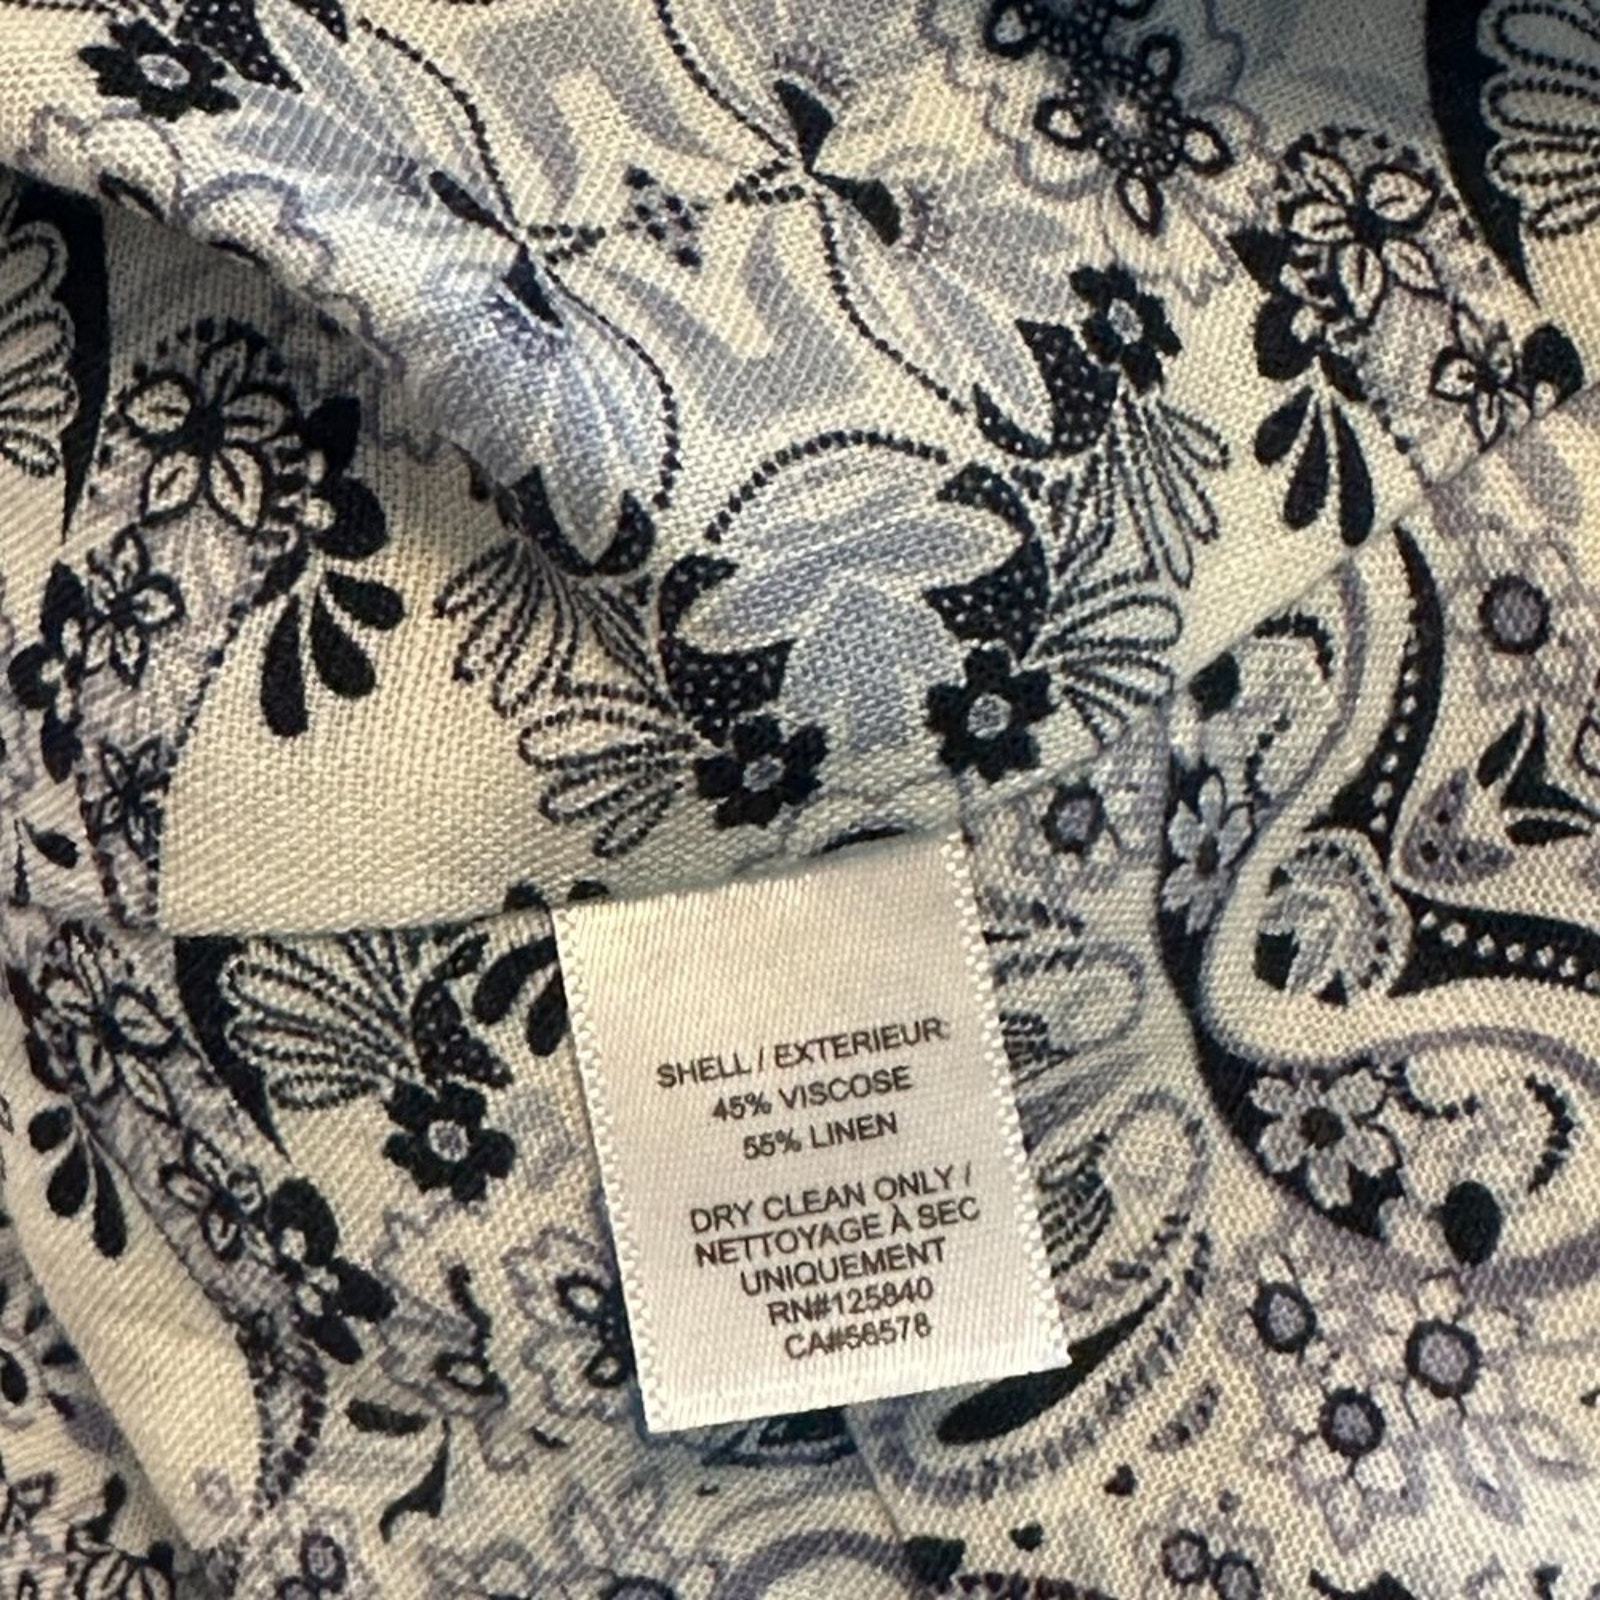 SHELL / EXTERIEUR
45% VISCOSE
55% LINEN
DRY CLEAN ONLY /
NETTOYAGE À SEC
UNIQUEMENT
RN#125840
CA#56578